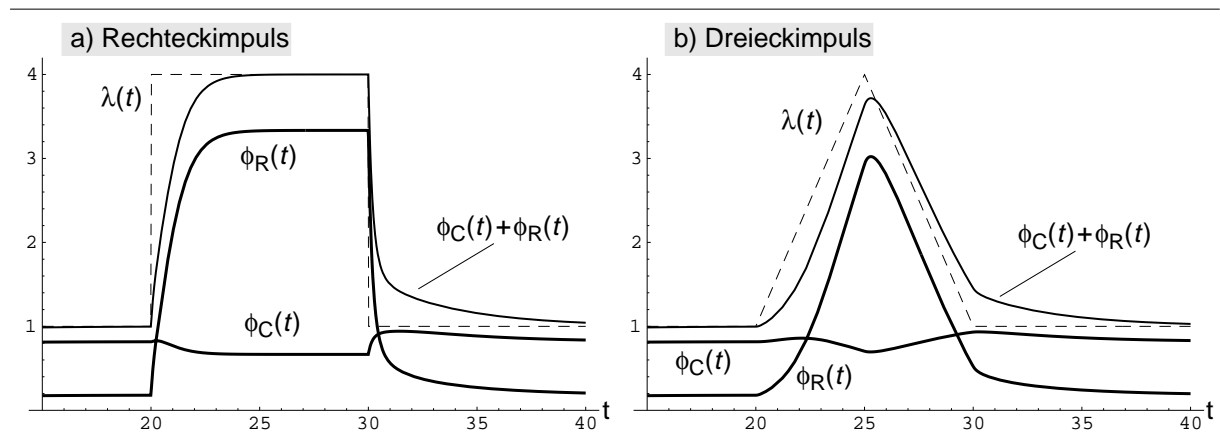 a) Rechteckimpuls
4
λ(t)
3
ϕR(t)
2
ϕC(t)+ϕR(t)
1
ϕC(t)
20 25 30 35 40 t
b) Dreieckimpuls
4
λ(t)
3
2
ϕC(t)+ϕR(t)
1
ϕC(t)
ϕR(t)
20 25 30 35 40 t